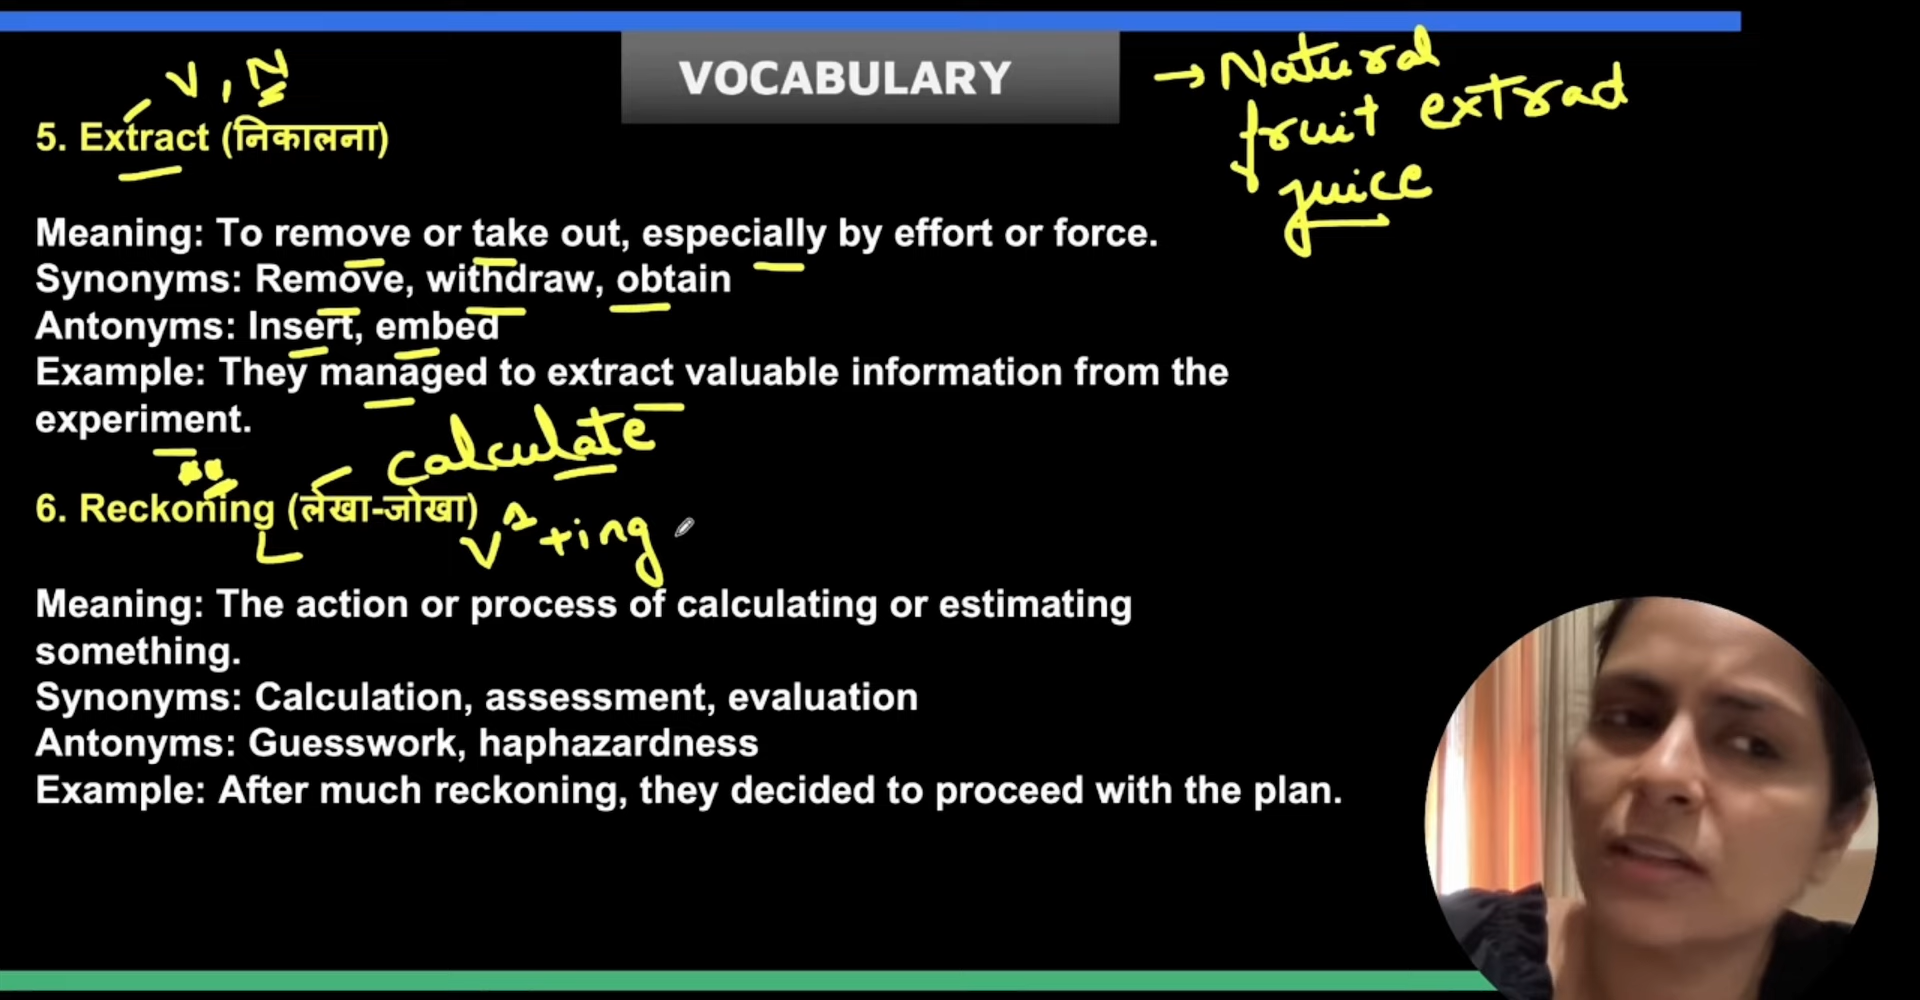 VOCABULARY
V, N
→ Natural
fruit extract
juice
5. Extract (निकालना)
Meaning: To remove or take out, especially by effort or force.
Synonyms: Remove, withdraw, obtain
Antonyms: Insert, embed
Example: They managed to extract valuable information from the
experiment.
calculate
6. Reckoning (लेखा-जोखा)
V¹ +ing
Meaning: The action or process of calculating or estimating
something.
Synonyms: Calculation, assessment, evaluation
Antonyms: Guesswork, haphazardness
Example: After much reckoning, they decided to proceed with the plan.